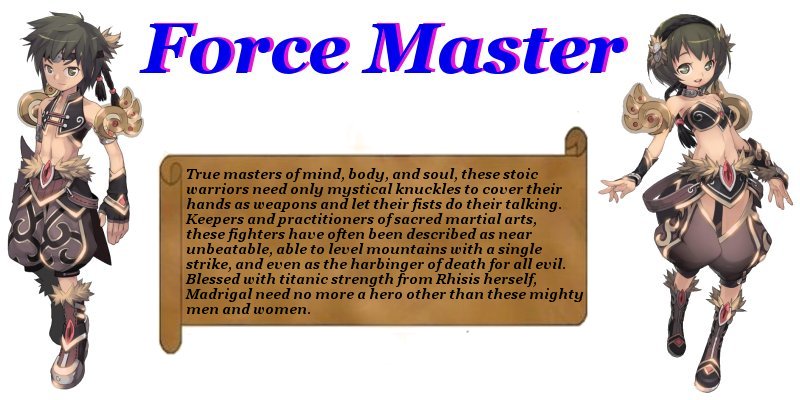 Force Master
True masters of mind, body, and soul, these stoic
warriors need only mystical knuckles to cover their
hands as weapons and let their fists do their talking.
Keepers and practitioners of sacred martial arts,
these fighters have often been described as near
unbeatable, able to level mountains with a single
strike, and even as the harbinger of death for all evil.
Blessed with titanic strength from Rhisis herself,
Madrigal need no more a hero other than these mighty
men and women.